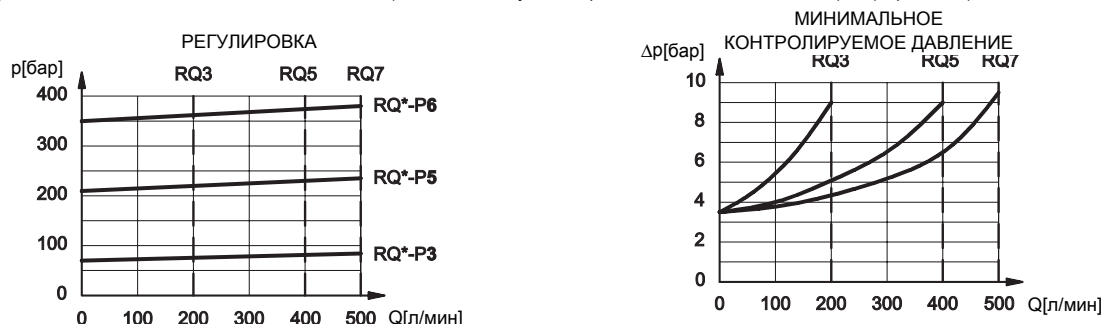 РЕГУЛИРОВКА
p[бар]
RQ3 RQ5 RQ7
400
300
200
100
0
RQ*-P6
RQ*-P5
RQ*-P3
0 100 200 300 400 500 Q[л/мин]
МИНИМАЛЬНОЕ
КОНТРОЛИРУЕМОЕ ДАВЛЕНИЕ
Δp[бар]
RQ3 RQ5 RQ7
10
8
6
4
2
0
0 100 200 300 400 500 Q[л/мин]